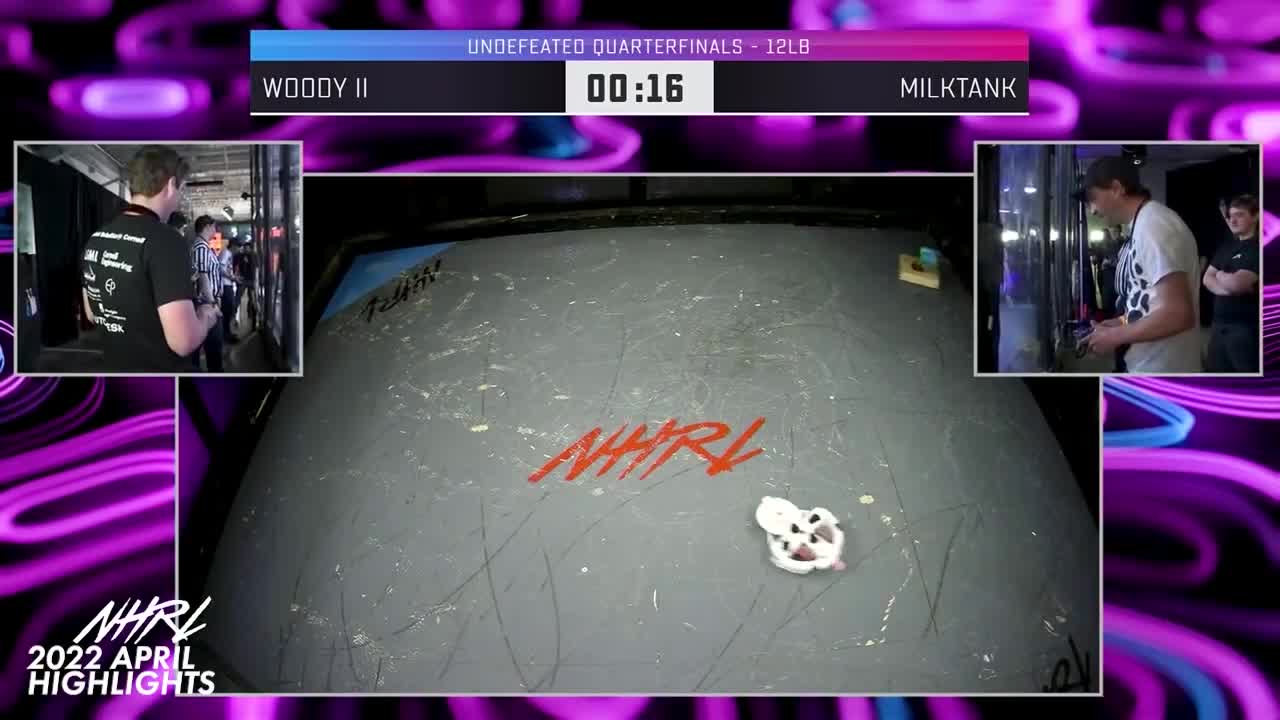 UNDEFEATED QUARTERFINALS - 12LB
WOODY II
00:16
MILKTANK
NHRL
NHRL
2022 APRIL
HIGHLIGHTS